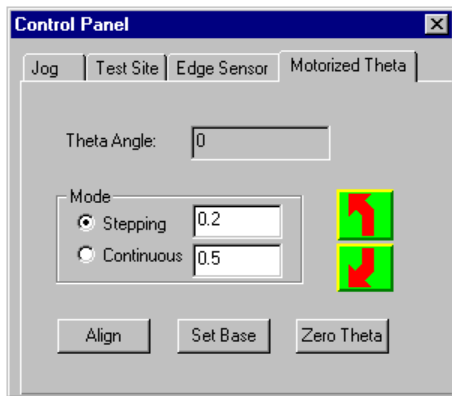 Control Panel
Jog Test Site Edge Sensor Motorized Theta
Theta Angle: 0
Mode
Stepping 0.2
Continuous 0.5
Align Set Base Zero Theta